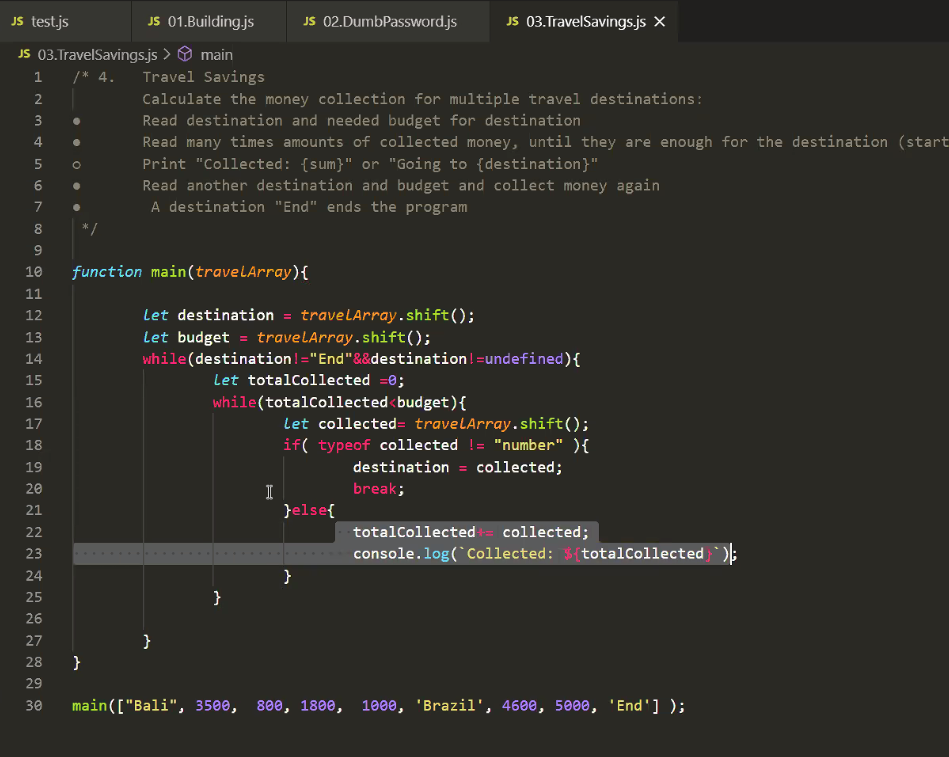 JS test.js JS 01.Building.js JS 02.DumbPassword.js JS 03.TravelSavings.js ×
JS 03.TravelSavings.js > main
1 /* 4. Travel Savings
2 Calculate the money collection for multiple travel destinations:
3 ● Read destination and needed budget for destination
4 ● Read many times amounts of collected money, until they are enough for the destination (start
5 ○ Print "Collected: {sum}" or "Going to {destination}"
6 ● Read another destination and budget and collect money again
7 ● A destination "End" ends the program
8 */
9
10 function main(travelArray){
11
12 let destination = travelArray.shift();
13 let budget = travelArray.shift();
14 while(destination!="End"&&destination!=undefined){
15 let totalCollected =0;
16 while(totalCollected<budget){
17 let collected= travelArray.shift();
18 if( typeof collected != "number" ){
19 destination = collected;
20 break;
21 }else{
22 totalCollected+= collected;
23 console.log(`Collected: ${totalCollected}`);
24 }
25 }
26
27 }
28 }
29
30 main(["Bali", 3500, 800, 1800, 1000, 'Brazil', 4600, 5000, 'End'] );